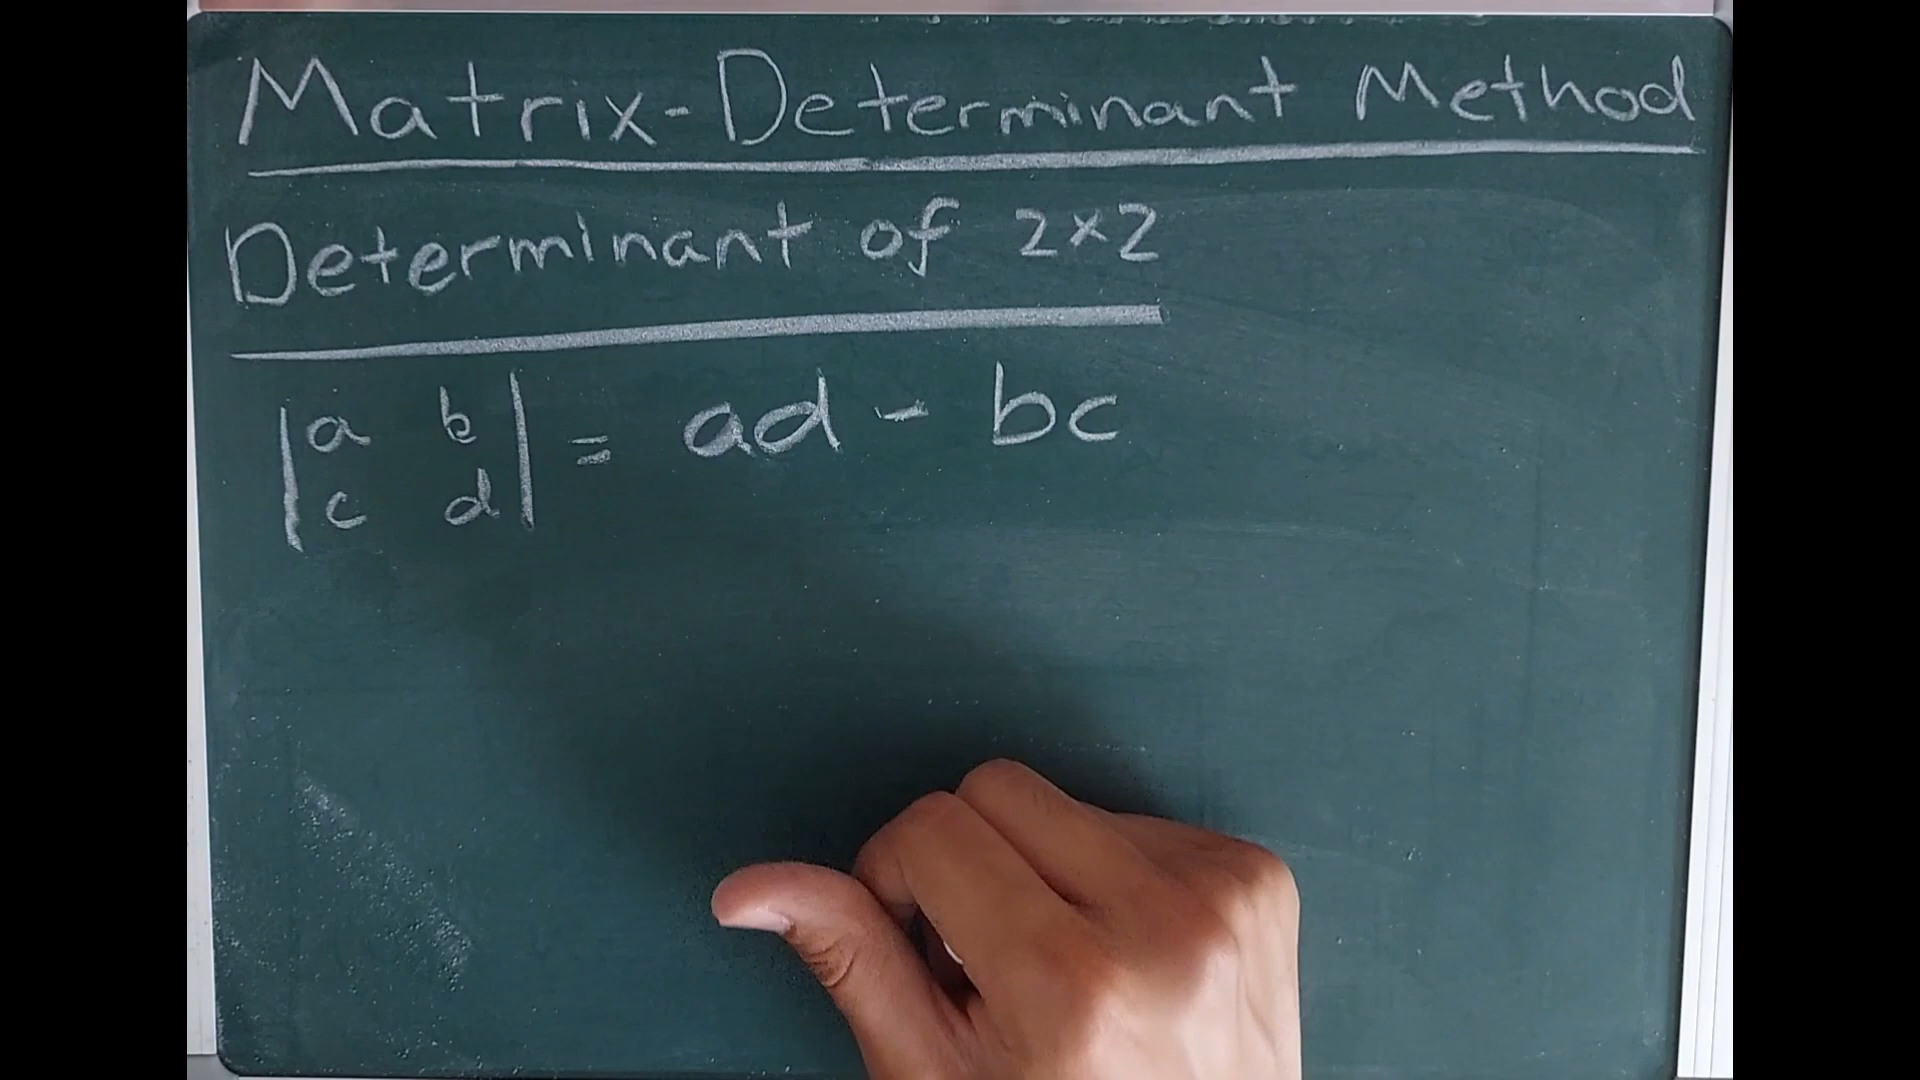 Matrix-Determinant Method
Determinant of 2×2
|a b| = ad - bc
|c d|